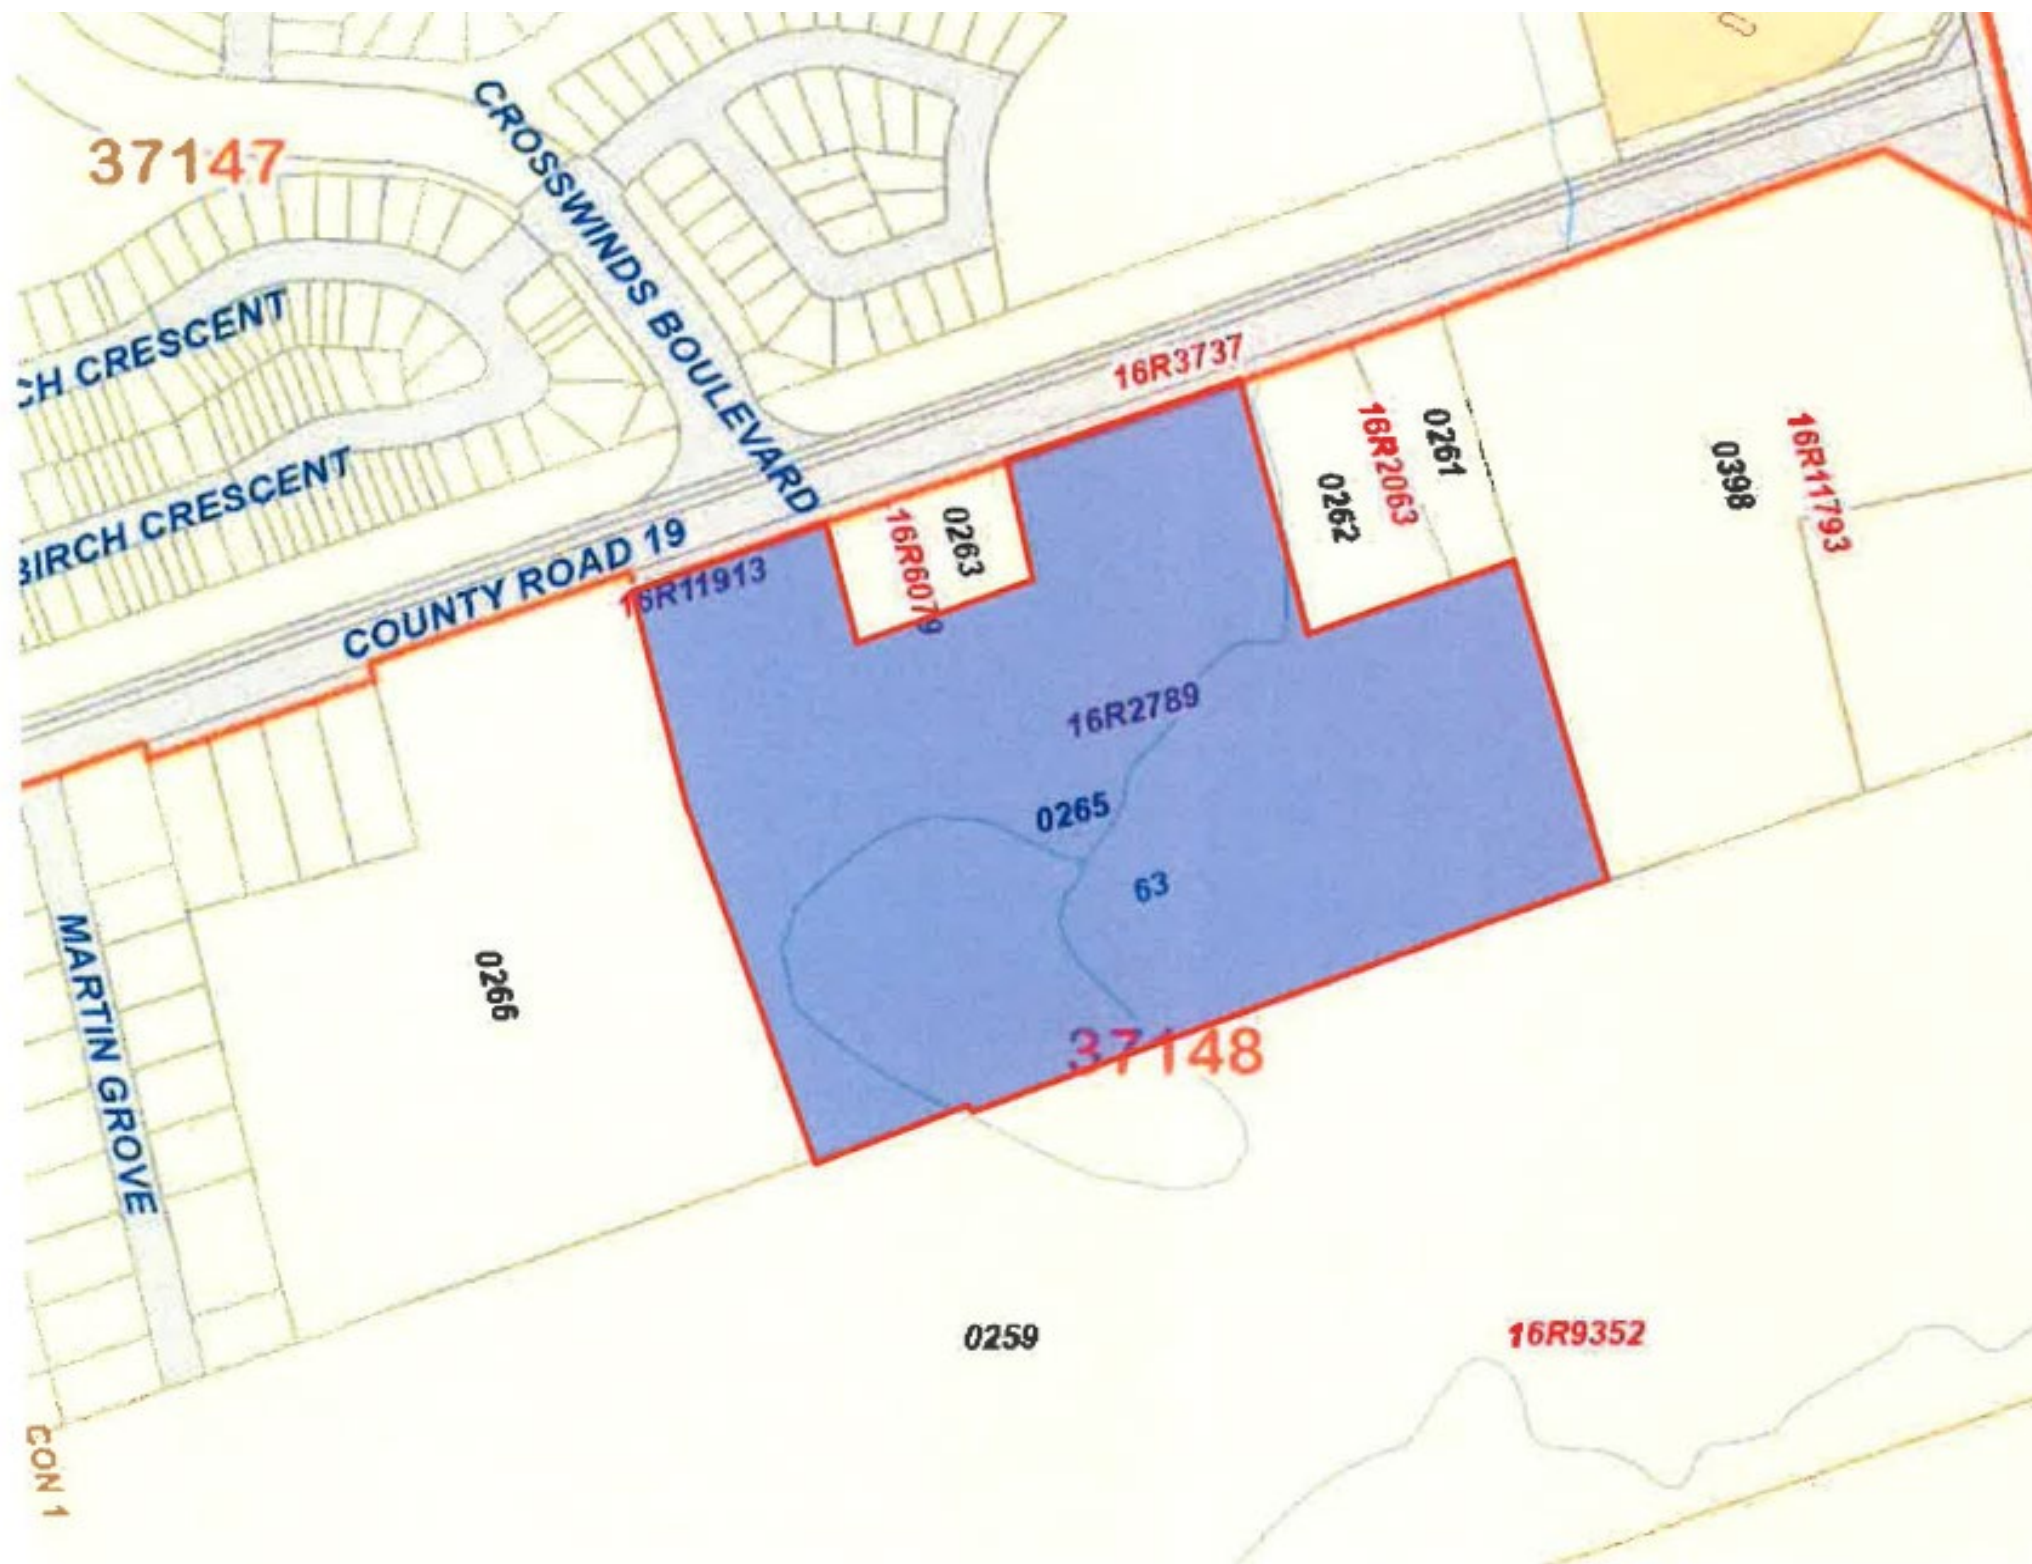 37147
CROSSWINDS BOULEVARD
CH CRESCENT
BIRCH CRESCENT
COUNTY ROAD 19
16R3737
16R11913
16R6079
0263
0262
16R2063
0261
0398
16R11793
16R2789
0265
63
0266
MARTIN GROVE
37148
0259
16R9352
CON 1